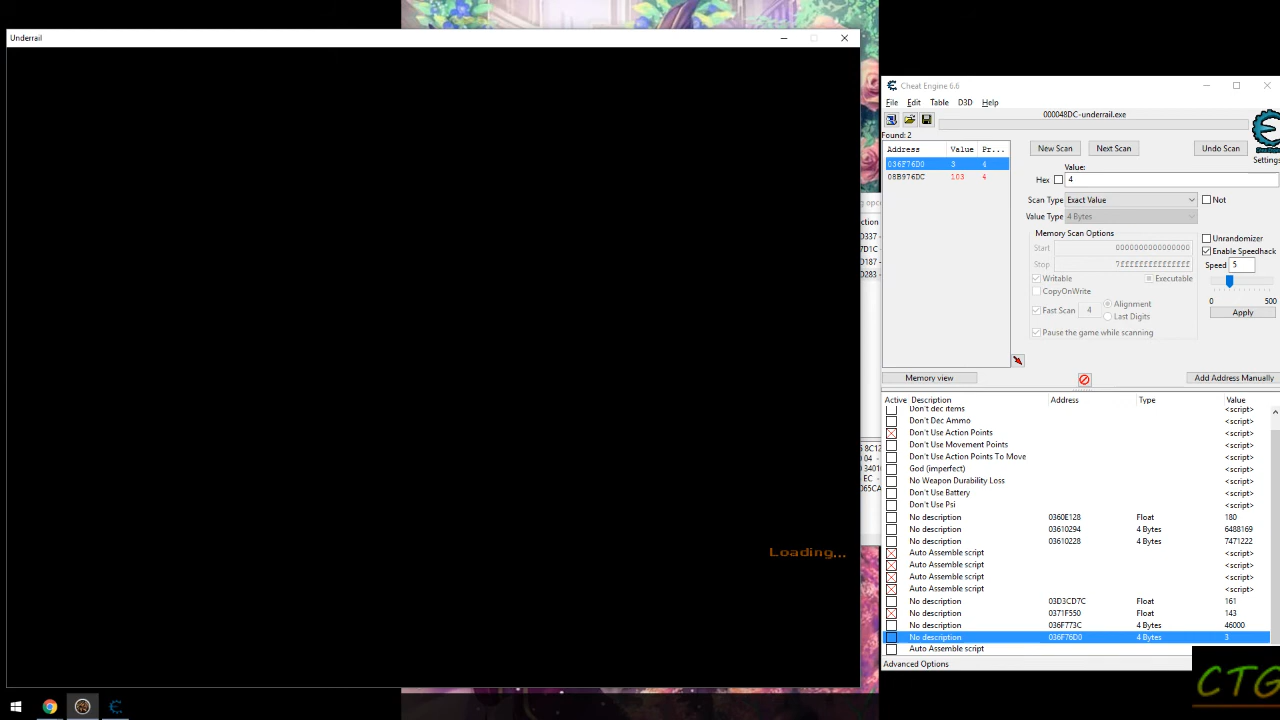 Underrail
Loading...
Cheat Engine 6.6
File Edit Table D3D Help
000048DC-underrail.exe
Found: 2
Address Value Pr...
036F76D0 3 4
08B976DC 103 4
New Scan Next Scan Undo Scan
Settings
Value:
Hex 4
Scan Type Exact Value Not
Value Type 4 Bytes
Memory Scan Options
Start 0000000000000000
Stop 7fffffffffffffff
Writable Executable
CopyOnWrite
Fast Scan 4 Alignment
Last Digits
Pause the game while scanning
Unrandomizer
Enable Speedhack
Speed 5
0 500
Apply
Memory view Add Address Manually
Active Description Address Type Value
Don't dec items <script>
Don't Dec Ammo <script>
Don't Use Action Points <script>
Don't Use Movement Points <script>
Don't Use Action Points To Move <script>
God (imperfect) <script>
No Weapon Durability Loss <script>
Don't Use Battery <script>
Don't Use Psi <script>
No description 0360E128 Float 180
No description 03610294 4 Bytes 6488169
No description 03610228 4 Bytes 7471222
Auto Assemble script <script>
Auto Assemble script <script>
Auto Assemble script <script>
Auto Assemble script <script>
No description 03D3CD7C Float 161
No description 0371F550 Float 143
No description 036F773C 4 Bytes 46000
No description 036F76D0 4 Bytes 3
Auto Assemble script
Advanced Options
CTG